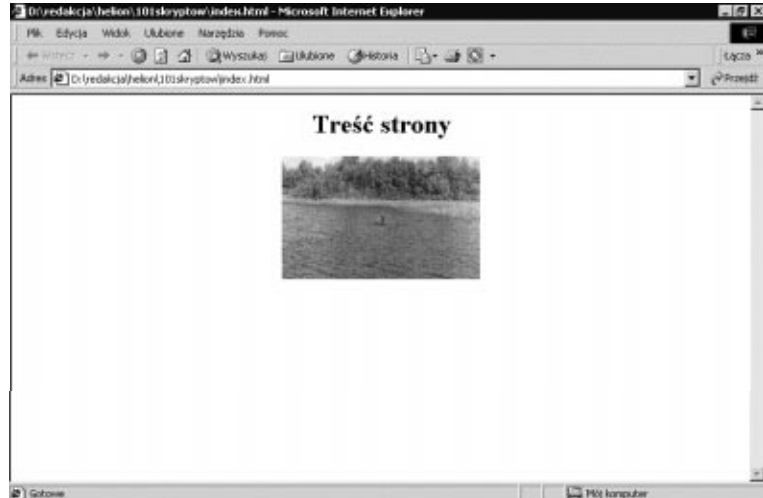 D:\redakcja\helion\101skryptow\index.html - Microsoft Internet Explorer
Plik Edycja Widok Ulubione Narzędzia Pomoc
Wstecz Wyszukaj Ulubione Historia Łącza »
Adres D:\redakcja\helion\101skryptow\index.html Przejdź
Treść strony
Gotowe Mój komputer